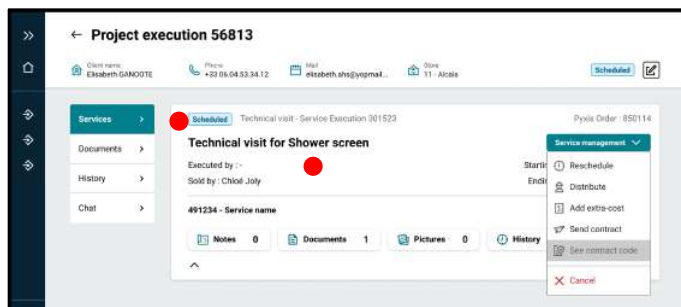 Project execution 56813
Client name
Elisabeth GANOOTE
Phone
+33 06.04.53.34.12
Mail
elisabeth.ahs@yopmail...
Store
11 - Alcala
Scheduled
Services
Documents
History
Chat
Scheduled
Technical visit - Service Execution 301523
Pyxis Order : 850114
Technical visit for Shower screen
Service management
Executed by : -
Startin
Sold by : Chloé Joly
Endin
491234 - Service name
Notes 0
Documents 1
Pictures 0
History
Reschedule
Distribute
Add extra-cost
Send contract
See contract code
Cancel